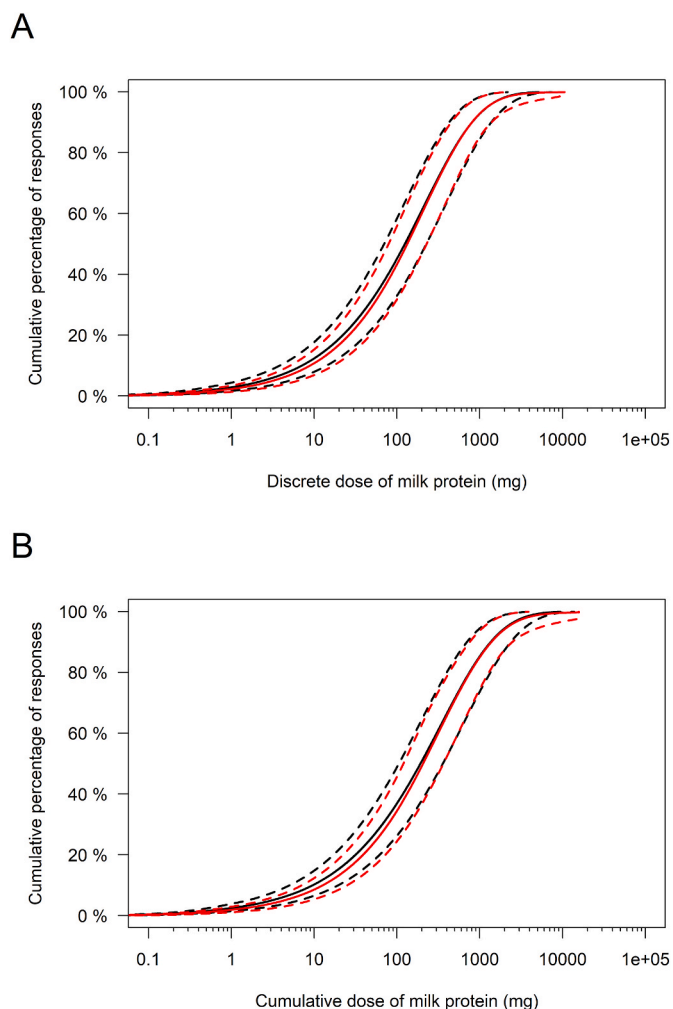 A
Cumulative percentage of responses
100 %
80 %
60 %
40 %
20 %
0 %
0.1 1 10 100 1000 10000 1e+05
Discrete dose of milk protein (mg)
B
Cumulative percentage of responses
100 %
80 %
60 %
40 %
20 %
0 %
0.1 1 10 100 1000 10000 1e+05
Cumulative dose of milk protein (mg)